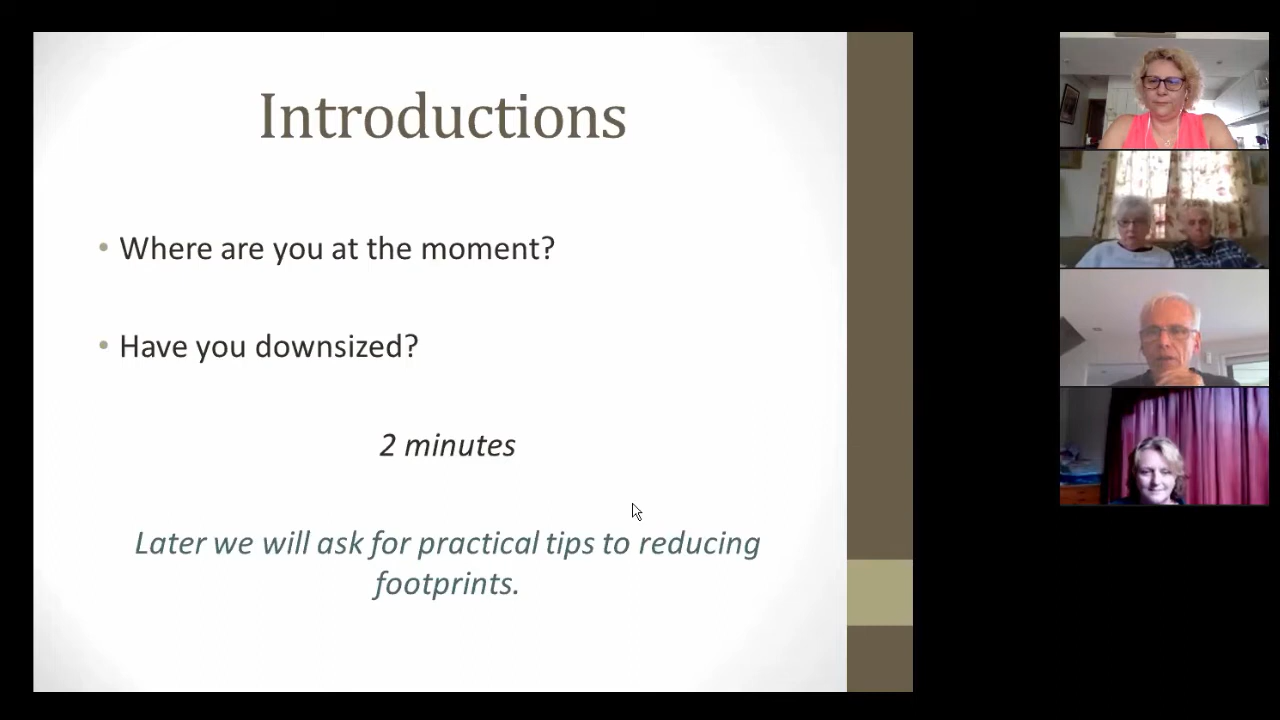 Introductions
• Where are you at the moment?
• Have you downsized?
2 minutes
Later we will ask for practical tips to reducing
footprints.